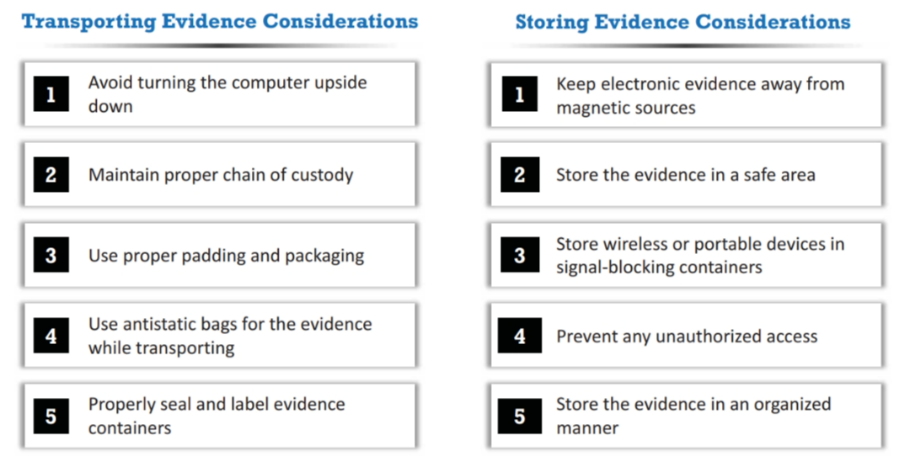 Transporting Evidence Considerations
1
Avoid turning the computer upside
down
2
Maintain proper chain of custody
3
Use proper padding and packaging
4
Use antistatic bags for the evidence
while transporting
5
Properly seal and label evidence
containers
Storing Evidence Considerations
1
Keep electronic evidence away from
magnetic sources
2
Store the evidence in a safe area
3
Store wireless or portable devices in
signal-blocking containers
4
Prevent any unauthorized access
5
Store the evidence in an organized
manner